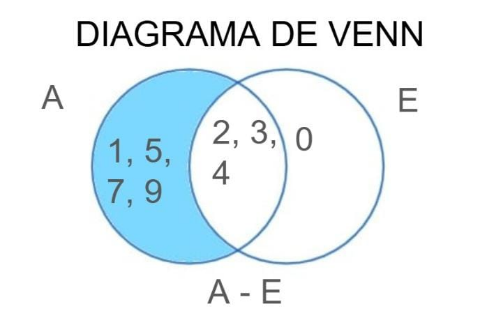 DIAGRAMA DE VENN
A
E
1, 5,
7, 9
2, 3,
4
0
A - E